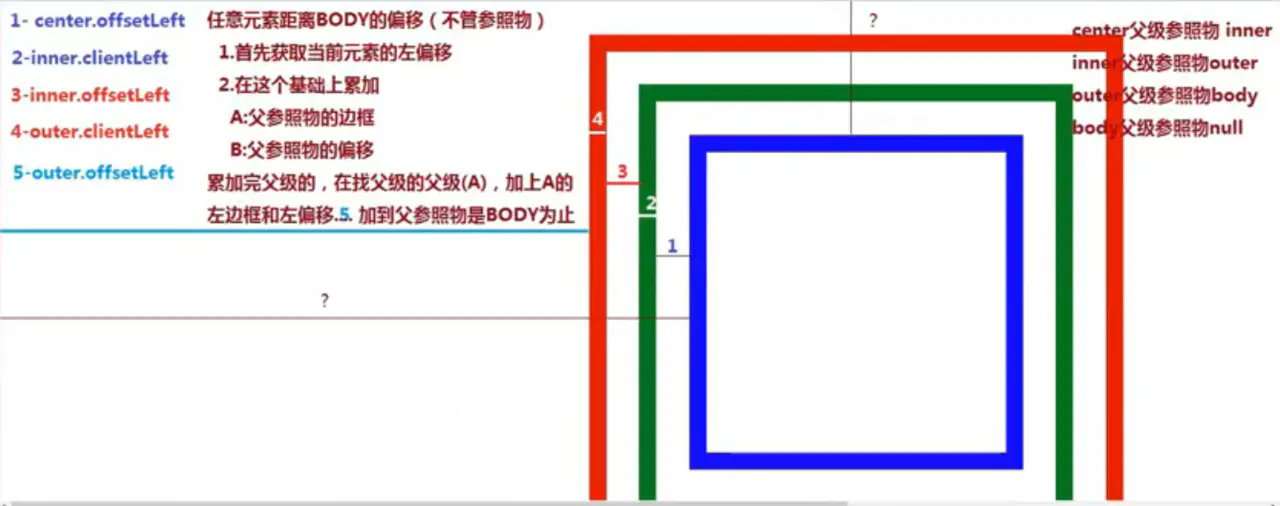 1- center.offsetLeft
2-inner.clientLeft
3-inner.offsetLeft
4-outer.clientLeft
5-outer.offsetLeft
任意元素距离BODY的偏移（不管参照物）
1.首先获取当前元素的左偏移
2.在这个基础上累加
A:父参照物的边框
B:父参照物的偏移
累加完父级的，在找父级的父级(A)，加上A的
左边框和左偏移.5. 加到父参照物是BODY为止
?
4
3
2
1
?
center父级参照物 inner
inner父级参照物outer
outer父级参照物body
body父级参照物null